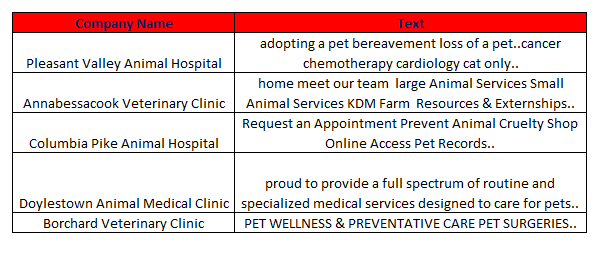 Company Name Text
Pleasant Valley Animal Hospital adopting a pet bereavement loss of a pet..cancer
chemotherapy cardiology cat only..
Annabessacook Veterinary Clinic home meet our team  large Animal Services Small
Animal Services KDM Farm  Resources & Externships..
Columbia Pike Animal Hospital Request an Appointment Prevent Animal Cruelty Shop
Online Access Pet Records..
Doylestown Animal Medical Clinic proud to provide a full spectrum of routine and
specialized medical services designed to care for pets..
Borchard Veterinary Clinic PET WELLNESS & PREVENTATIVE CARE PET SURGERIES..